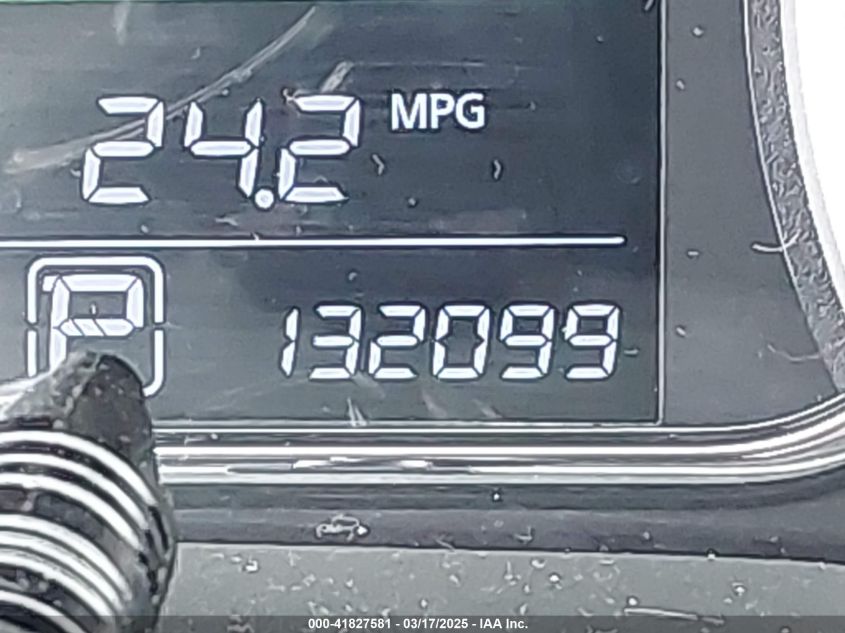 24.2 MPG
P 132099
000-41827581 - 03/17/2025 - IAA Inc.